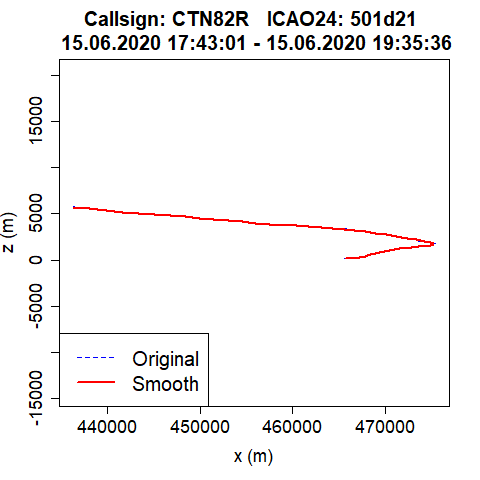 Callsign: CTN82R   ICAO24: 501d21
15.06.2020 17:43:01 - 15.06.2020 19:35:36
z (m)
15000
5000
0
-5000
-15000
Original
Smooth
440000 450000 460000 470000
x (m)